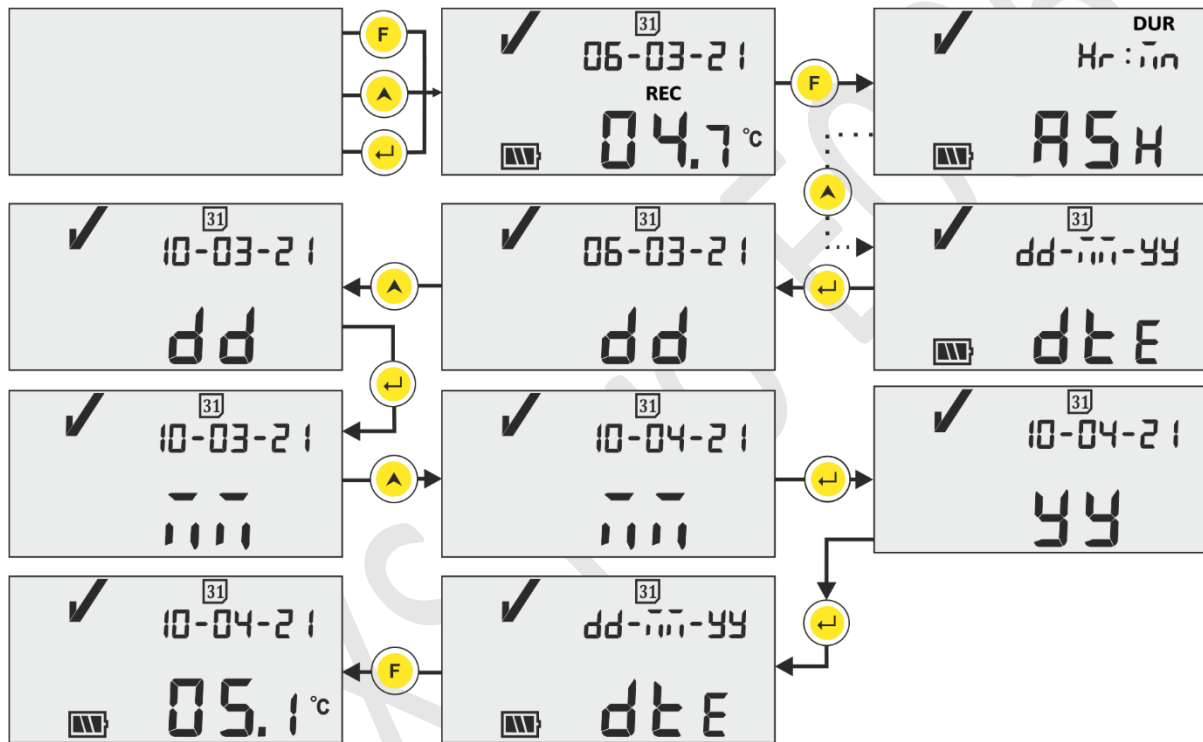 F
31
06-03-21
REC
04.7 °C
F
DUR
Hr:mn
ASH
31
10-03-21
dd
31
06-03-21
dd
31
dd-mm-yy
dtE
31
10-03-21
mm
31
10-04-21
mm
31
10-04-21
yy
31
10-04-21
05.1 °C
F
31
dd-mm-yy
dtE